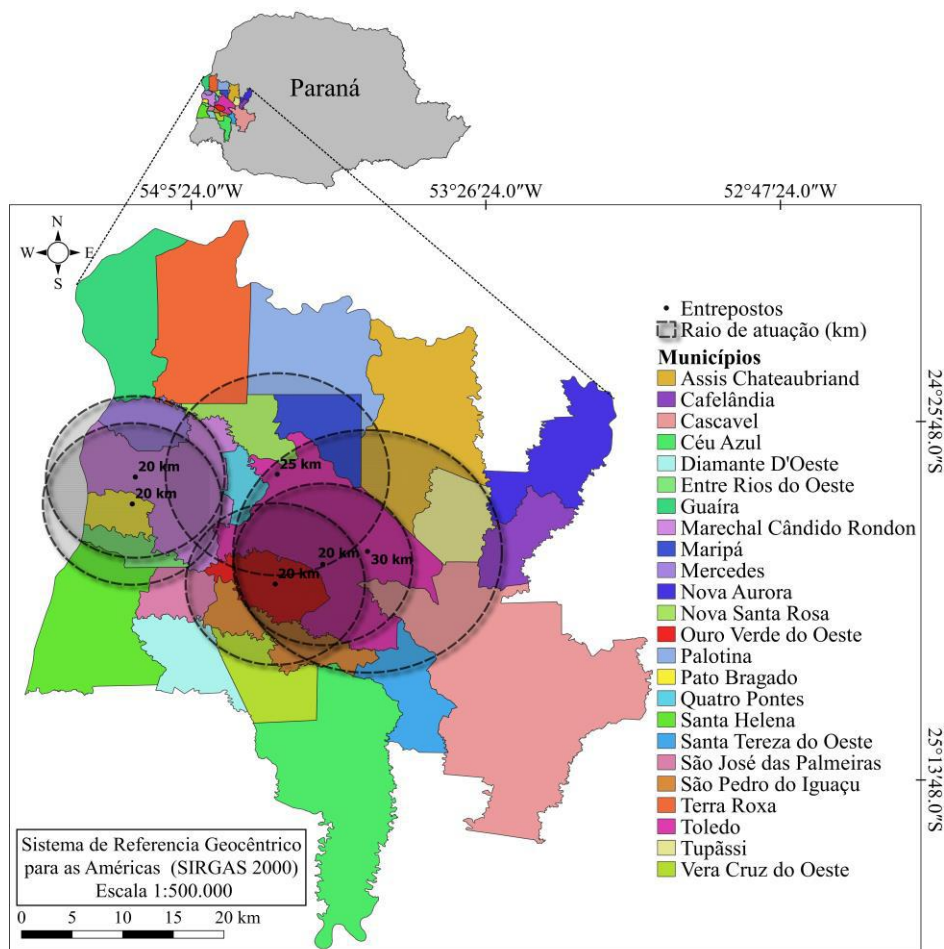 Paraná
54°5'24.0"W
53°26'24.0"W
52°47'24.0"W
N
W
E
S
24°25'48.0"S
25°13'48.0"S
20 km
20 km
25 km
20 km
30 km
20 km
Entrepostos
Raio de atuação (km)
Municípios
Assis Chateaubriand
Cafelândia
Cascavel
Céu Azul
Diamante D'Oeste
Entre Rios do Oeste
Guaíra
Marechal Cândido Rondon
Maripá
Mercedes
Nova Aurora
Nova Santa Rosa
Ouro Verde do Oeste
Palotina
Pato Bragado
Quatro Pontes
Santa Helena
Santa Tereza do Oeste
São José das Palmeiras
São Pedro do Iguaçu
Terra Roxa
Toledo
Tupãssi
Vera Cruz do Oeste
Sistema de Referencia Geocêntrico
para as Américas (SIRGAS 2000)
Escala 1:500.000
0 5 10 15 20 km